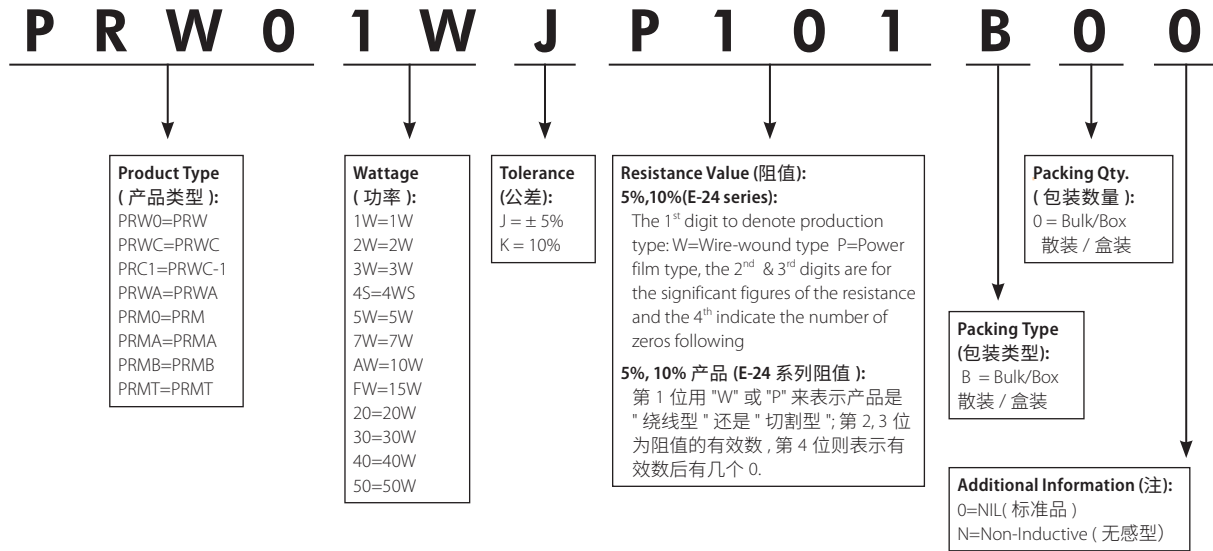 PRW0 1W J P101 B 0 0
Product Type
( 产品类型 ):
PRW0=PRW
PRWC=PRWC
PRC1=PRWC-1
PRWA=PRWA
PRM0=PRM
PRMA=PRMA
PRMB=PRMB
PRMT=PRMT
Wattage
( 功率 ):
1W=1W
2W=2W
3W=3W
4S=4WS
5W=5W
7W=7W
AW=10W
FW=15W
20=20W
30=30W
40=40W
50=50W
Tolerance
(公差):
J = ± 5%
K = 10%
Resistance Value (阻值):
5%,10%(E-24 series):
The 1st digit to denote production
type: W=Wire-wound type P=Power
film type, the 2nd & 3rd digits are for
the significant figures of the resistance
and the 4th indicate the number of
zeros following
5%, 10% 产品 (E-24 系列阻值 ):
第 1 位用 "W" 或 "P" 来表示产品是
" 绕线型 " 还是 " 切割型 "; 第 2, 3 位
为阻值的有效数 , 第 4 位则表示有
效数后有几个 0.
Packing Type
(包装类型):
B = Bulk/Box
散装 / 盒装
Packing Qty.
( 包装数量 ):
0 = Bulk/Box
散装 / 盒装
Additional Information (注):
0=NIL( 标准品 )
N=Non-Inductive ( 无感型）